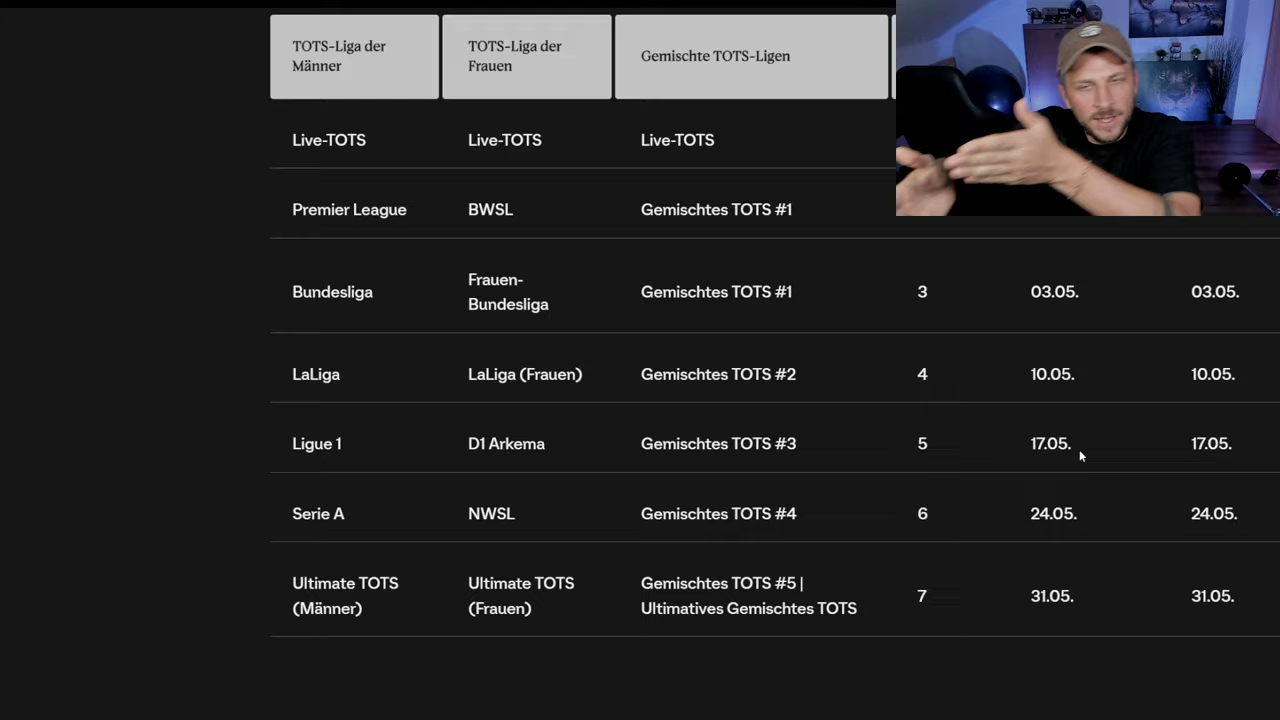 TOTS-Liga der
Männer
TOTS-Liga der
Frauen
Gemischte TOTS-Ligen
Live-TOTS
Live-TOTS
Live-TOTS
Premier League
BWSL
Gemischtes TOTS #1
Bundesliga
Frauen-
Bundesliga
Gemischtes TOTS #1
3
03.05.
03.05.
LaLiga
LaLiga (Frauen)
Gemischtes TOTS #2
4
10.05.
10.05.
Ligue 1
D1 Arkema
Gemischtes TOTS #3
5
17.05.
17.05.
Serie A
NWSL
Gemischtes TOTS #4
6
24.05.
24.05.
Ultimate TOTS
(Männer)
Ultimate TOTS
(Frauen)
Gemischtes TOTS #5 |
Ultimatives Gemischtes TOTS
7
31.05.
31.05.